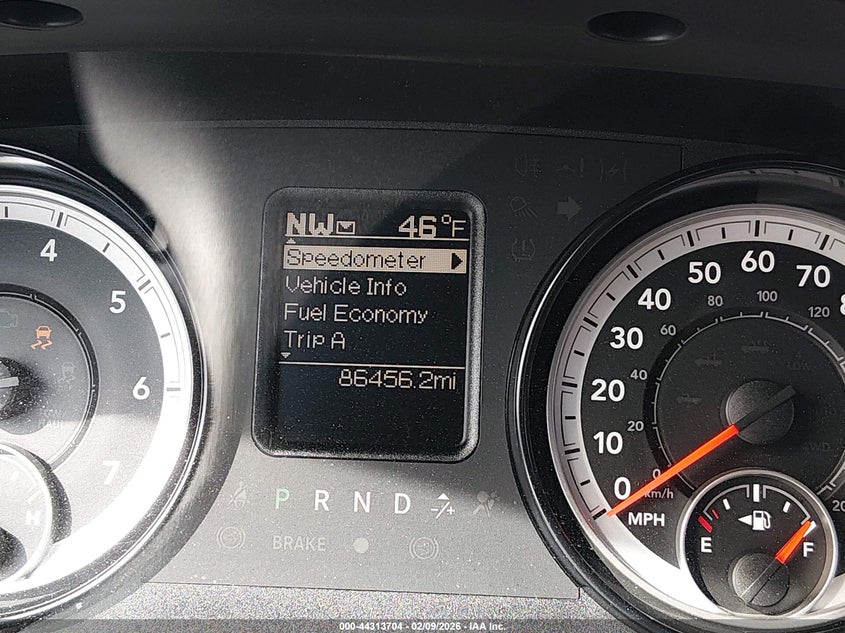 NW 46°F
Speedometer
Vehicle Info
Fuel Economy
Trip A
86456.2mi
4
5
6
7
H
P R N D -/+
BRAKE
0 10 20 30 40 50 60 70
0 20 40 60 80 100 120
km/h
MPH
E F
000-44313704 - 02/09/2026 - IAA Inc.